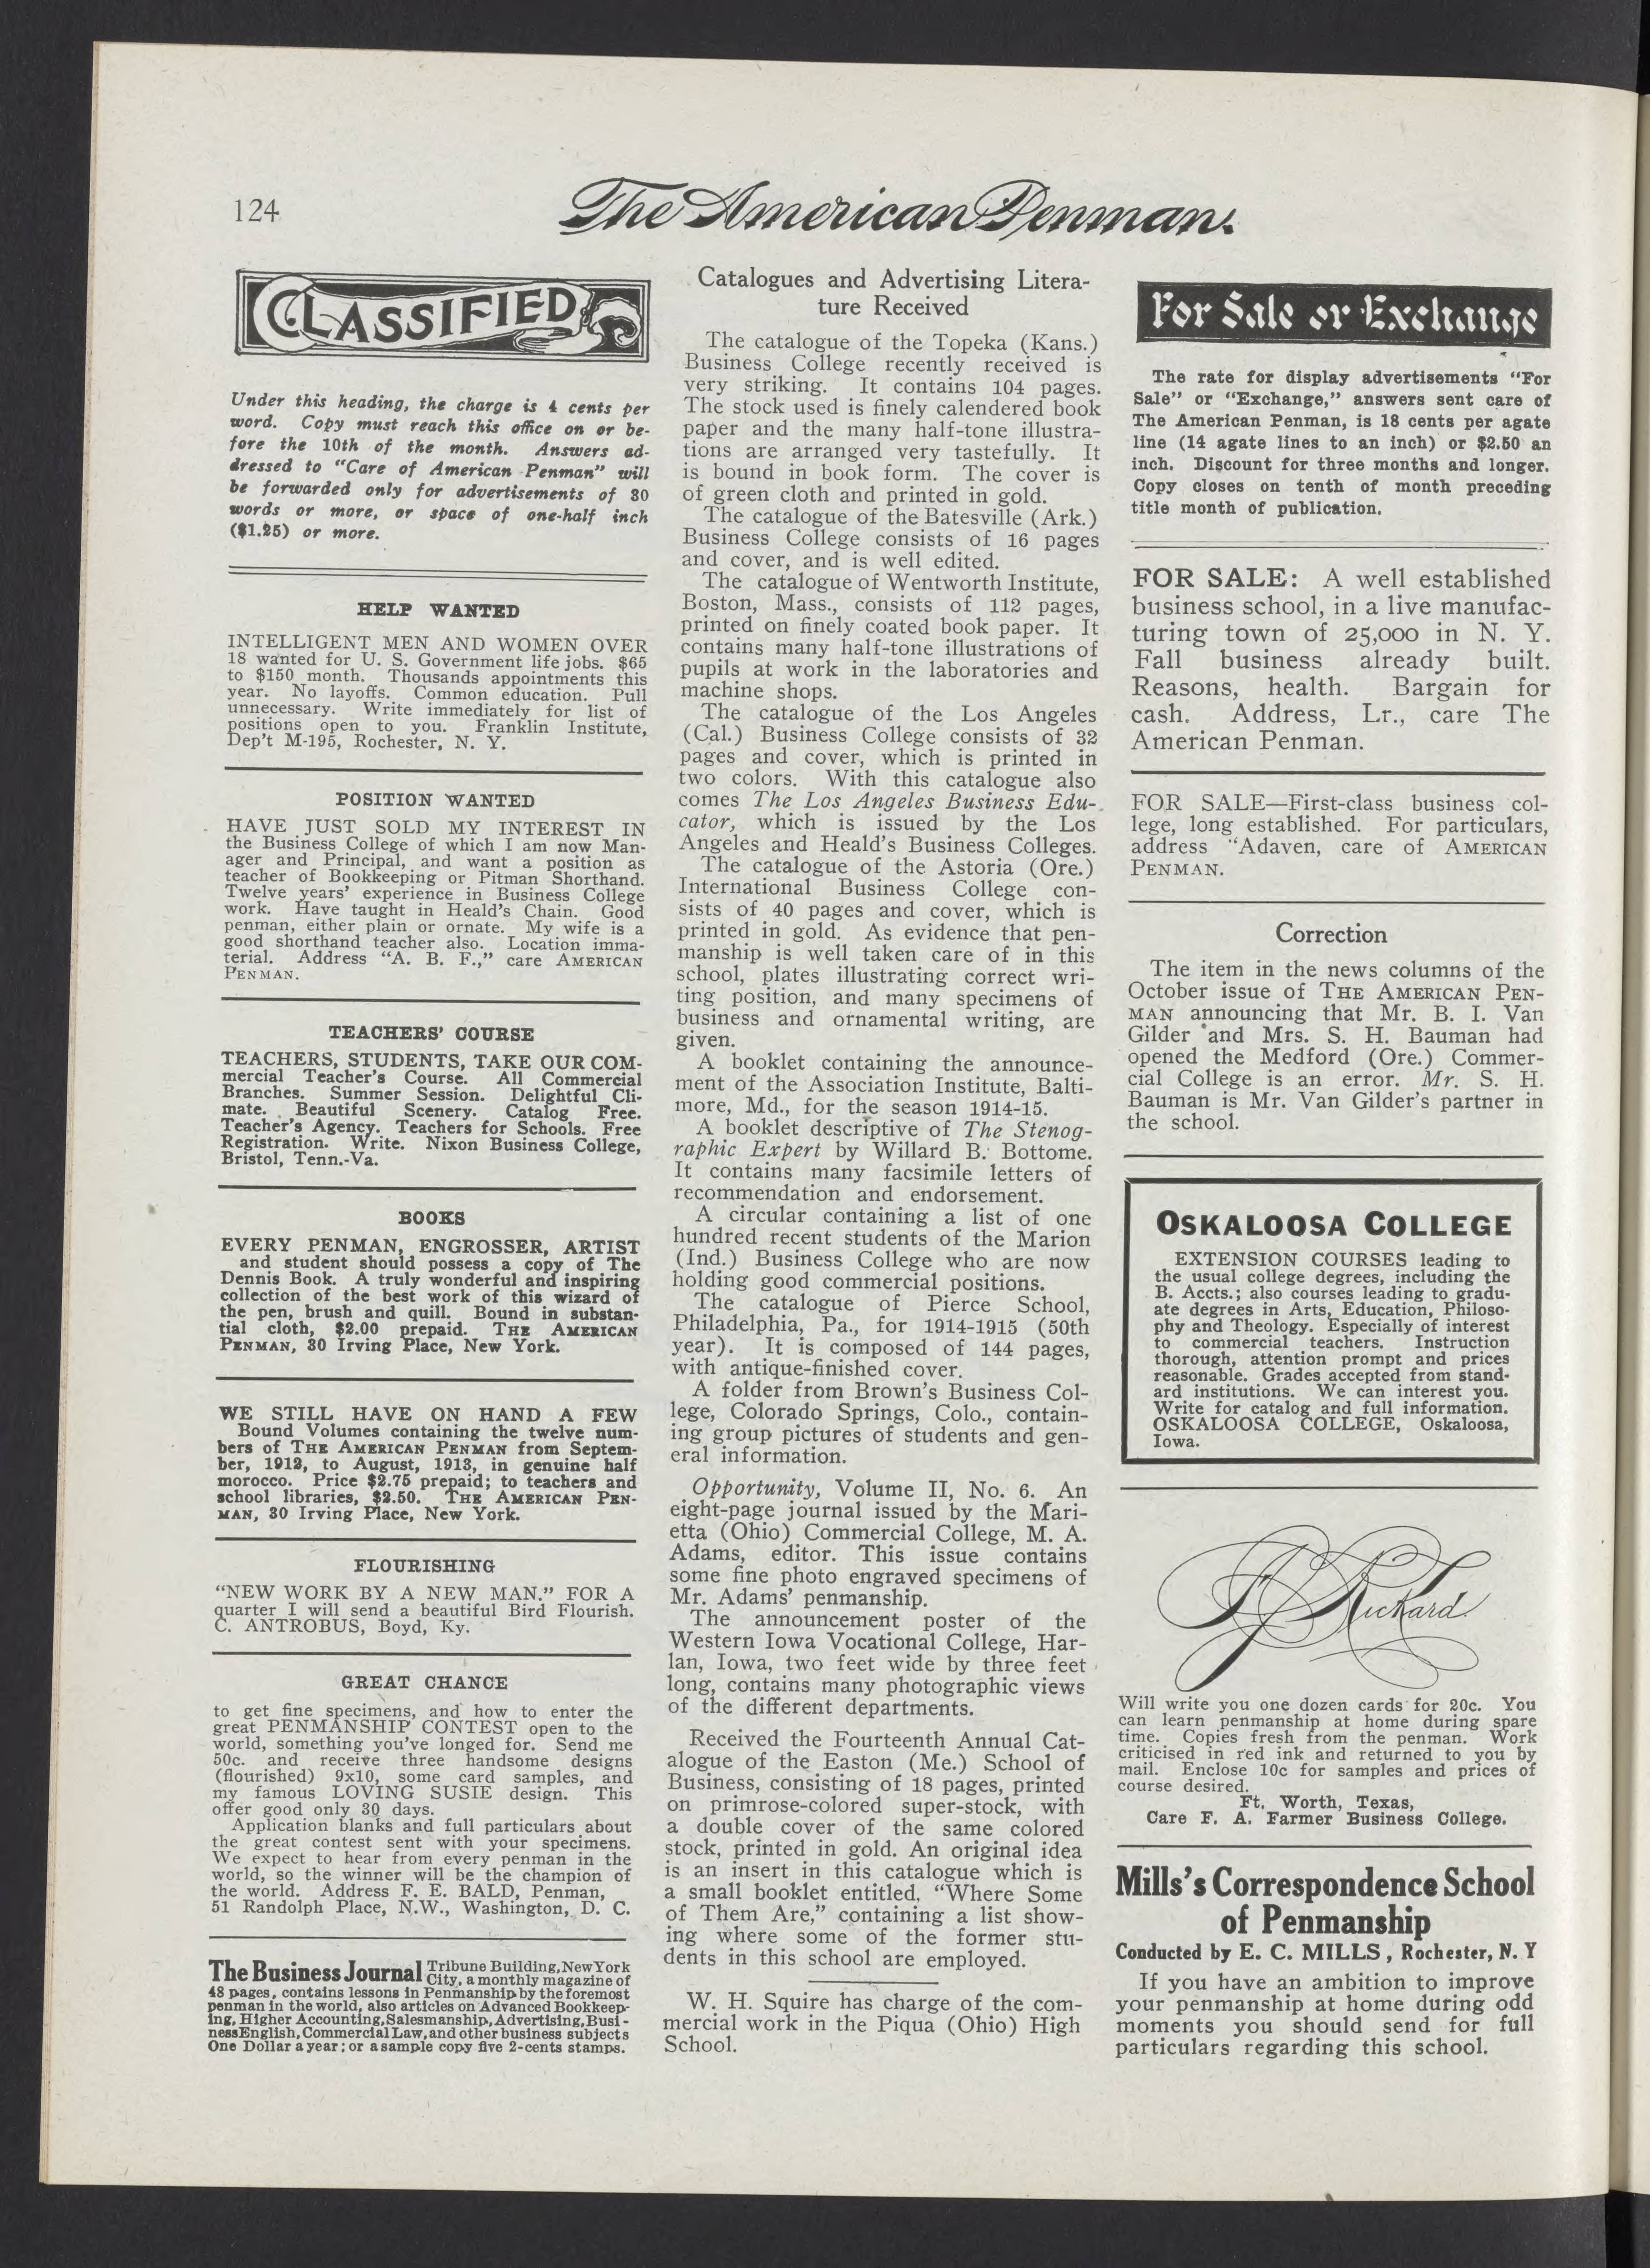 124
The American Penman.
CLASSIFIED
Under this heading, the charge is 4 cents per
word. Copy must reach this office on or be-
fore the 10th of the month. Answers ad-
dressed to "Care of American Penman" will
be forwarded only for advertisements of 30
words or more, or space of one-half inch
($1.25) or more.
HELP WANTED
INTELLIGENT MEN AND WOMEN OVER
18 wanted for U. S. Government life jobs. $65
to $150 month. Thousands appointments this
year. No layoffs. Common education. Pull
unnecessary. Write immediately for list of
positions open to you. Franklin Institute,
Dep't M-195, Rochester, N. Y.
POSITION WANTED
HAVE JUST SOLD MY INTEREST IN
the Business College of which I am now Man-
ager and Principal, and want a position as
teacher of Bookkeeping or Pitman Shorthand.
Twelve years' experience in Business College
work. Have taught in Heald's Chain. Good
penman, either plain or ornate. My wife is a
good shorthand teacher also. Location imma-
terial. Address "A. B. F.," care AMERICAN
PENMAN.
TEACHERS' COURSE
TEACHERS, STUDENTS, TAKE OUR COM-
mercial Teacher's Course. All Commercial
Branches. Summer Session. Delightful Cli-
mate. Beautiful Scenery. Catalog Free.
Teacher's Agency. Teachers for Schools. Free
Registration. Write. Nixon Business College,
Bristol, Tenn.-Va.
BOOKS
EVERY PENMAN, ENGROSSER, ARTIST
and student should possess a copy of The
Dennis Book. A truly wonderful and inspiring
collection of the best work of this wizard of
the pen, brush and quill. Bound in substan-
tial cloth, $2.00 prepaid. THE AMERICAN
PENMAN, 30 Irving Place, New York.
WE STILL HAVE ON HAND A FEW
Bound Volumes containing the twelve num-
bers of THE AMERICAN PENMAN from Septem-
ber, 1912, to August, 1913, in genuine half
morocco. Price $2.75 prepaid; to teachers and
school libraries, $2.50. THE AMERICAN PEN-
MAN, 30 Irving Place, New York.
FLOURISHING
"NEW WORK BY A NEW MAN." FOR A
quarter I will send a beautiful Bird Flourish.
C. ANTROBUS, Boyd, Ky.
GREAT CHANCE
to get fine specimens, and how to enter the
great PENMANSHIP CONTEST open to the
world, something you've longed for. Send me
50c. and receive three handsome designs
(flourished) 9x10, some card samples, and
my famous LOVING SUSIE design. This
offer good only 30 days.
Application blanks and full particulars about
the great contest sent with your specimens.
We expect to hear from every penman in the
world, so the winner will be the champion of
the world. Address F. E. BALD, Penman,
51 Randolph Place, N.W., Washington, D. C.
The Business Journal Tribune Building, New York
City, a monthly magazine of
48 pages, contains lessons in Penmanship by the foremost
penman in the world, also articles on Advanced Bookkeep-
ing, Higher Accounting, Salesmanship, Advertising, Busi-
ness English, Commercial Law, and other business subjects
One Dollar a year; or a sample copy five 2-cents stamps.
Catalogues and Advertising Litera-
ture Received
The catalogue of the Topeka (Kans.)
Business College recently received is
very striking. It contains 104 pages.
The stock used is finely calendered book
paper and the many half-tone illustra-
tions are arranged very tastefully. It
is bound in book form. The cover is
of green cloth and printed in gold.
The catalogue of the Batesville (Ark.)
Business College consists of 16 pages
and cover, and is well edited.
The catalogue of Wentworth Institute,
Boston, Mass., consists of 112 pages,
printed on finely coated book paper. It
contains many half-tone illustrations of
pupils at work in the laboratories and
machine shops.
The catalogue of the Los Angeles
(Cal.) Business College consists of 32
pages and cover, which is printed in
two colors. With this catalogue also
comes The Los Angeles Business Edu-
cator, which is issued by the Los
Angeles and Heald's Business Colleges.
The catalogue of the Astoria (Ore.)
International Business College con-
sists of 40 pages and cover, which is
printed in gold. As evidence that pen-
manship is well taken care of in this
school, plates illustrating correct wri-
ting position, and many specimens of
business and ornamental writing, are
given.
A booklet containing the announce-
ment of the Association Institute, Balti-
more, Md., for the season 1914-15.
A booklet descriptive of The Stenog-
raphic Expert by Willard B. Bottome.
It contains many facsimile letters of
recommendation and endorsement.
A circular containing a list of one
hundred recent students of the Marion
(Ind.) Business College who are now
holding good commercial positions.
The catalogue of Pierce School,
Philadelphia, Pa., for 1914-1915 (50th
year). It is composed of 144 pages,
with antique-finished cover.
A folder from Brown's Business Col-
lege, Colorado Springs, Colo., contain-
ing group pictures of students and gen-
eral information.
Opportunity, Volume II, No. 6. An
eight-page journal issued by the Mari-
etta (Ohio) Commercial College, M. A.
Adams, editor. This issue contains
some fine photo engraved specimens of
Mr. Adams' penmanship.
The announcement poster of the
Western Iowa Vocational College, Har-
lan, Iowa, two feet wide by three feet
long, contains many photographic views
of the different departments.
Received the Fourteenth Annual Cat-
alogue of the Easton (Me.) School of
Business, consisting of 18 pages, printed
on primrose-colored super-stock, with
a double cover of the same colored
stock, printed in gold. An original idea
is an insert in this catalogue which is
a small booklet entitled, "Where Some
of Them Are," containing a list show-
ing where some of the former stu-
dents in this school are employed.
W. H. Squire has charge of the com-
mercial work in the Piqua (Ohio) High
School.
For Sale or Exchange
The rate for display advertisements "For
Sale" or "Exchange," answers sent care of
The American Penman, is 18 cents per agate
line (14 agate lines to an inch) or $2.50 an
inch. Discount for three months and longer.
Copy closes on tenth of month preceding
title month of publication.
FOR SALE: A well established
business school, in a live manufac-
turing town of 25,000 in N. Y.
Fall business already built.
Reasons, health. Bargain for
cash. Address, Lr., care The
American Penman.
FOR SALE—First-class business col-
lege, long established. For particulars,
address "Adaven, care of AMERICAN
PENMAN.
Correction
The item in the news columns of the
October issue of THE AMERICAN PEN-
MAN announcing that Mr. B. I. Van
Gilder and Mrs. S. H. Bauman had
opened the Medford (Ore.) Commer-
cial College is an error. Mr. S. H.
Bauman is Mr. Van Gilder's partner in
the school.
OSKALOOSA COLLEGE
EXTENSION COURSES leading to
the usual college degrees, including the
B. Accts.; also courses leading to gradu-
ate degrees in Arts, Education, Philoso-
phy and Theology. Especially of interest
to commercial teachers. Instruction
thorough, attention prompt and prices
reasonable. Grades accepted from stand-
ard institutions. We can interest you.
Write for catalog and full information.
OSKALOOSA COLLEGE, Oskaloosa,
Iowa.
Rickard.
Will write you one dozen cards for 20c. You
can learn penmanship at home during spare
time. Copies fresh from the penman. Work
criticised in red ink and returned to you by
mail. Enclose 10c for samples and prices of
course desired.
Ft. Worth, Texas,
Care F. A. Farmer Business College.
Mills's Correspondence School
of Penmanship
Conducted by E. C. MILLS, Rochester, N. Y
If you have an ambition to improve
your penmanship at home during odd
moments you should send for full
particulars regarding this school.